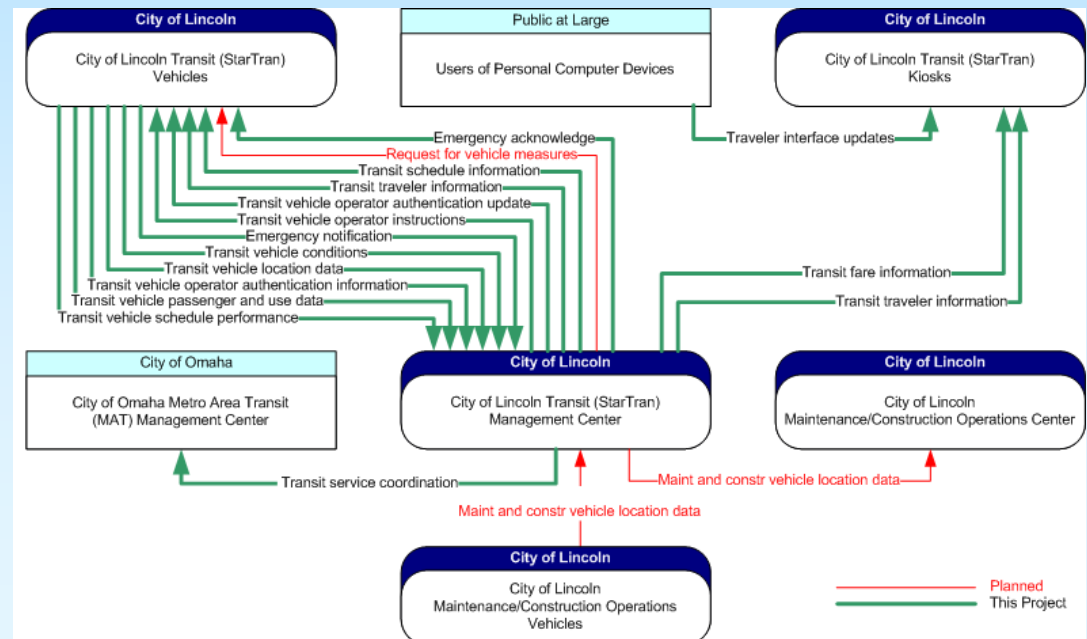 City of Lincoln
City of Lincoln Transit (StarTran)
Vehicles
Public at Large
Users of Personal Computer Devices
City of Lincoln
City of Lincoln Transit (StarTran)
Kiosks
Emergency acknowledge
Traveler interface updates
Request for vehicle measures
Transit schedule information
Transit traveler information
Transit vehicle operator authentication update
Transit vehicle operator instructions
Emergency notification
Transit vehicle conditions
Transit vehicle location data
Transit fare information
Transit vehicle operator authentication information
Transit vehicle passenger and use data
Transit traveler information
Transit vehicle schedule performance
City of Omaha
City of Omaha Metro Area Transit
(MAT) Management Center
City of Lincoln
City of Lincoln Transit (StarTran)
Management Center
City of Lincoln
City of Lincoln
Maintenance/Construction Operations Center
Transit service coordination
Maint and constr vehicle location data
Maint and constr vehicle location data
City of Lincoln
City of Lincoln
Maintenance/Construction Operations
Vehicles
Planned
This Project